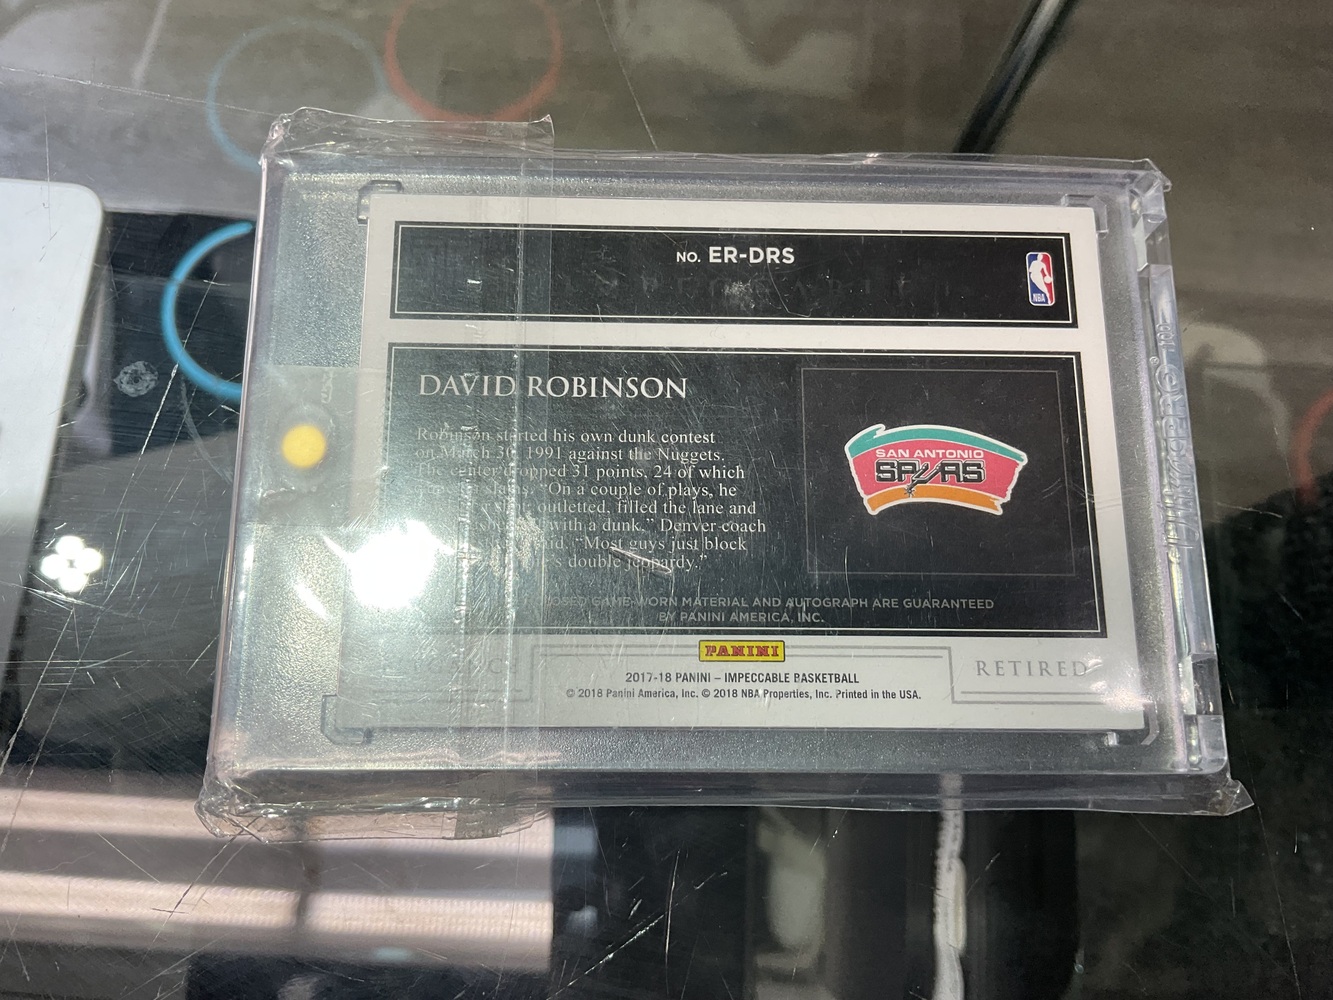 NO. ER-DRS
NBA
DAVID ROBINSON
Robinson started his own dunk contest
on March 30, 1991 against the Nuggets.
The center dropped 31 points, 24 of which
"On a couple of plays, he
outletted, filled the lane and
with a dunk." Denver coach
"Most guys just block
double jeopardy."
SAN ANTONIO
SPURS
GAME-WORN MATERIAL AND AUTOGRAPH ARE GUARANTEED
BY PANINI AMERICA, INC.
PANINI
RETIRED
2017-18 PANINI – IMPECCABLE BASKETBALL
© 2018 Panini America, Inc. © 2018 NBA Properties, Inc. Printed in the USA.